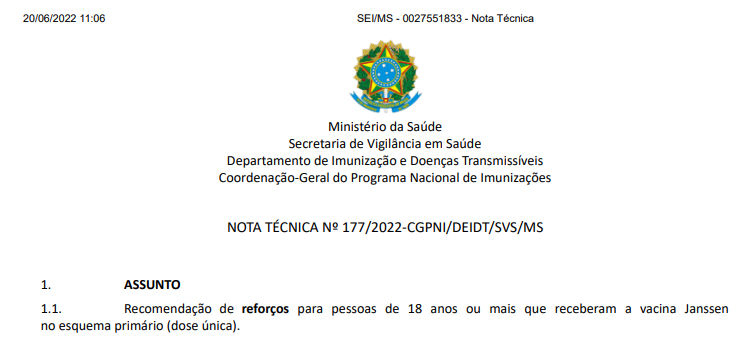 20/06/2022 11:06 SEI/MS - 0027551833 - Nota Técnica
Ministério da Saúde
Secretaria de Vigilância em Saúde
Departamento de Imunização e Doenças Transmissíveis
Coordenação-Geral do Programa Nacional de Imunizações
NOTA TÉCNICA Nº 177/2022-CGPNI/DEIDT/SVS/MS
1. ASSUNTO
1.1. Recomendação de reforços para pessoas de 18 anos ou mais que receberam a vacina Janssen
no esquema primário (dose única).